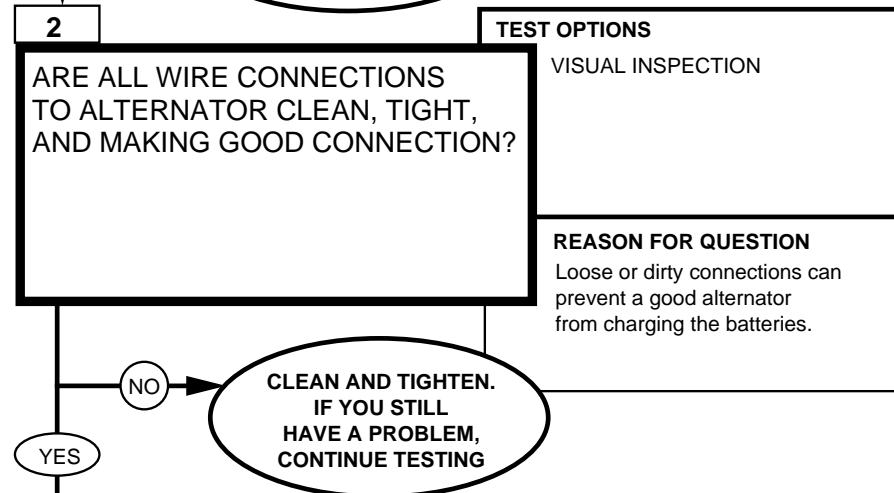 2
ARE ALL WIRE CONNECTIONS
TO ALTERNATOR CLEAN, TIGHT,
AND MAKING GOOD CONNECTION?
TEST OPTIONS
VISUAL INSPECTION
REASON FOR QUESTION
Loose or dirty connections can
prevent a good alternator
from charging the batteries.
NO
CLEAN AND TIGHTEN.
IF YOU STILL
HAVE A PROBLEM,
CONTINUE TESTING
YES